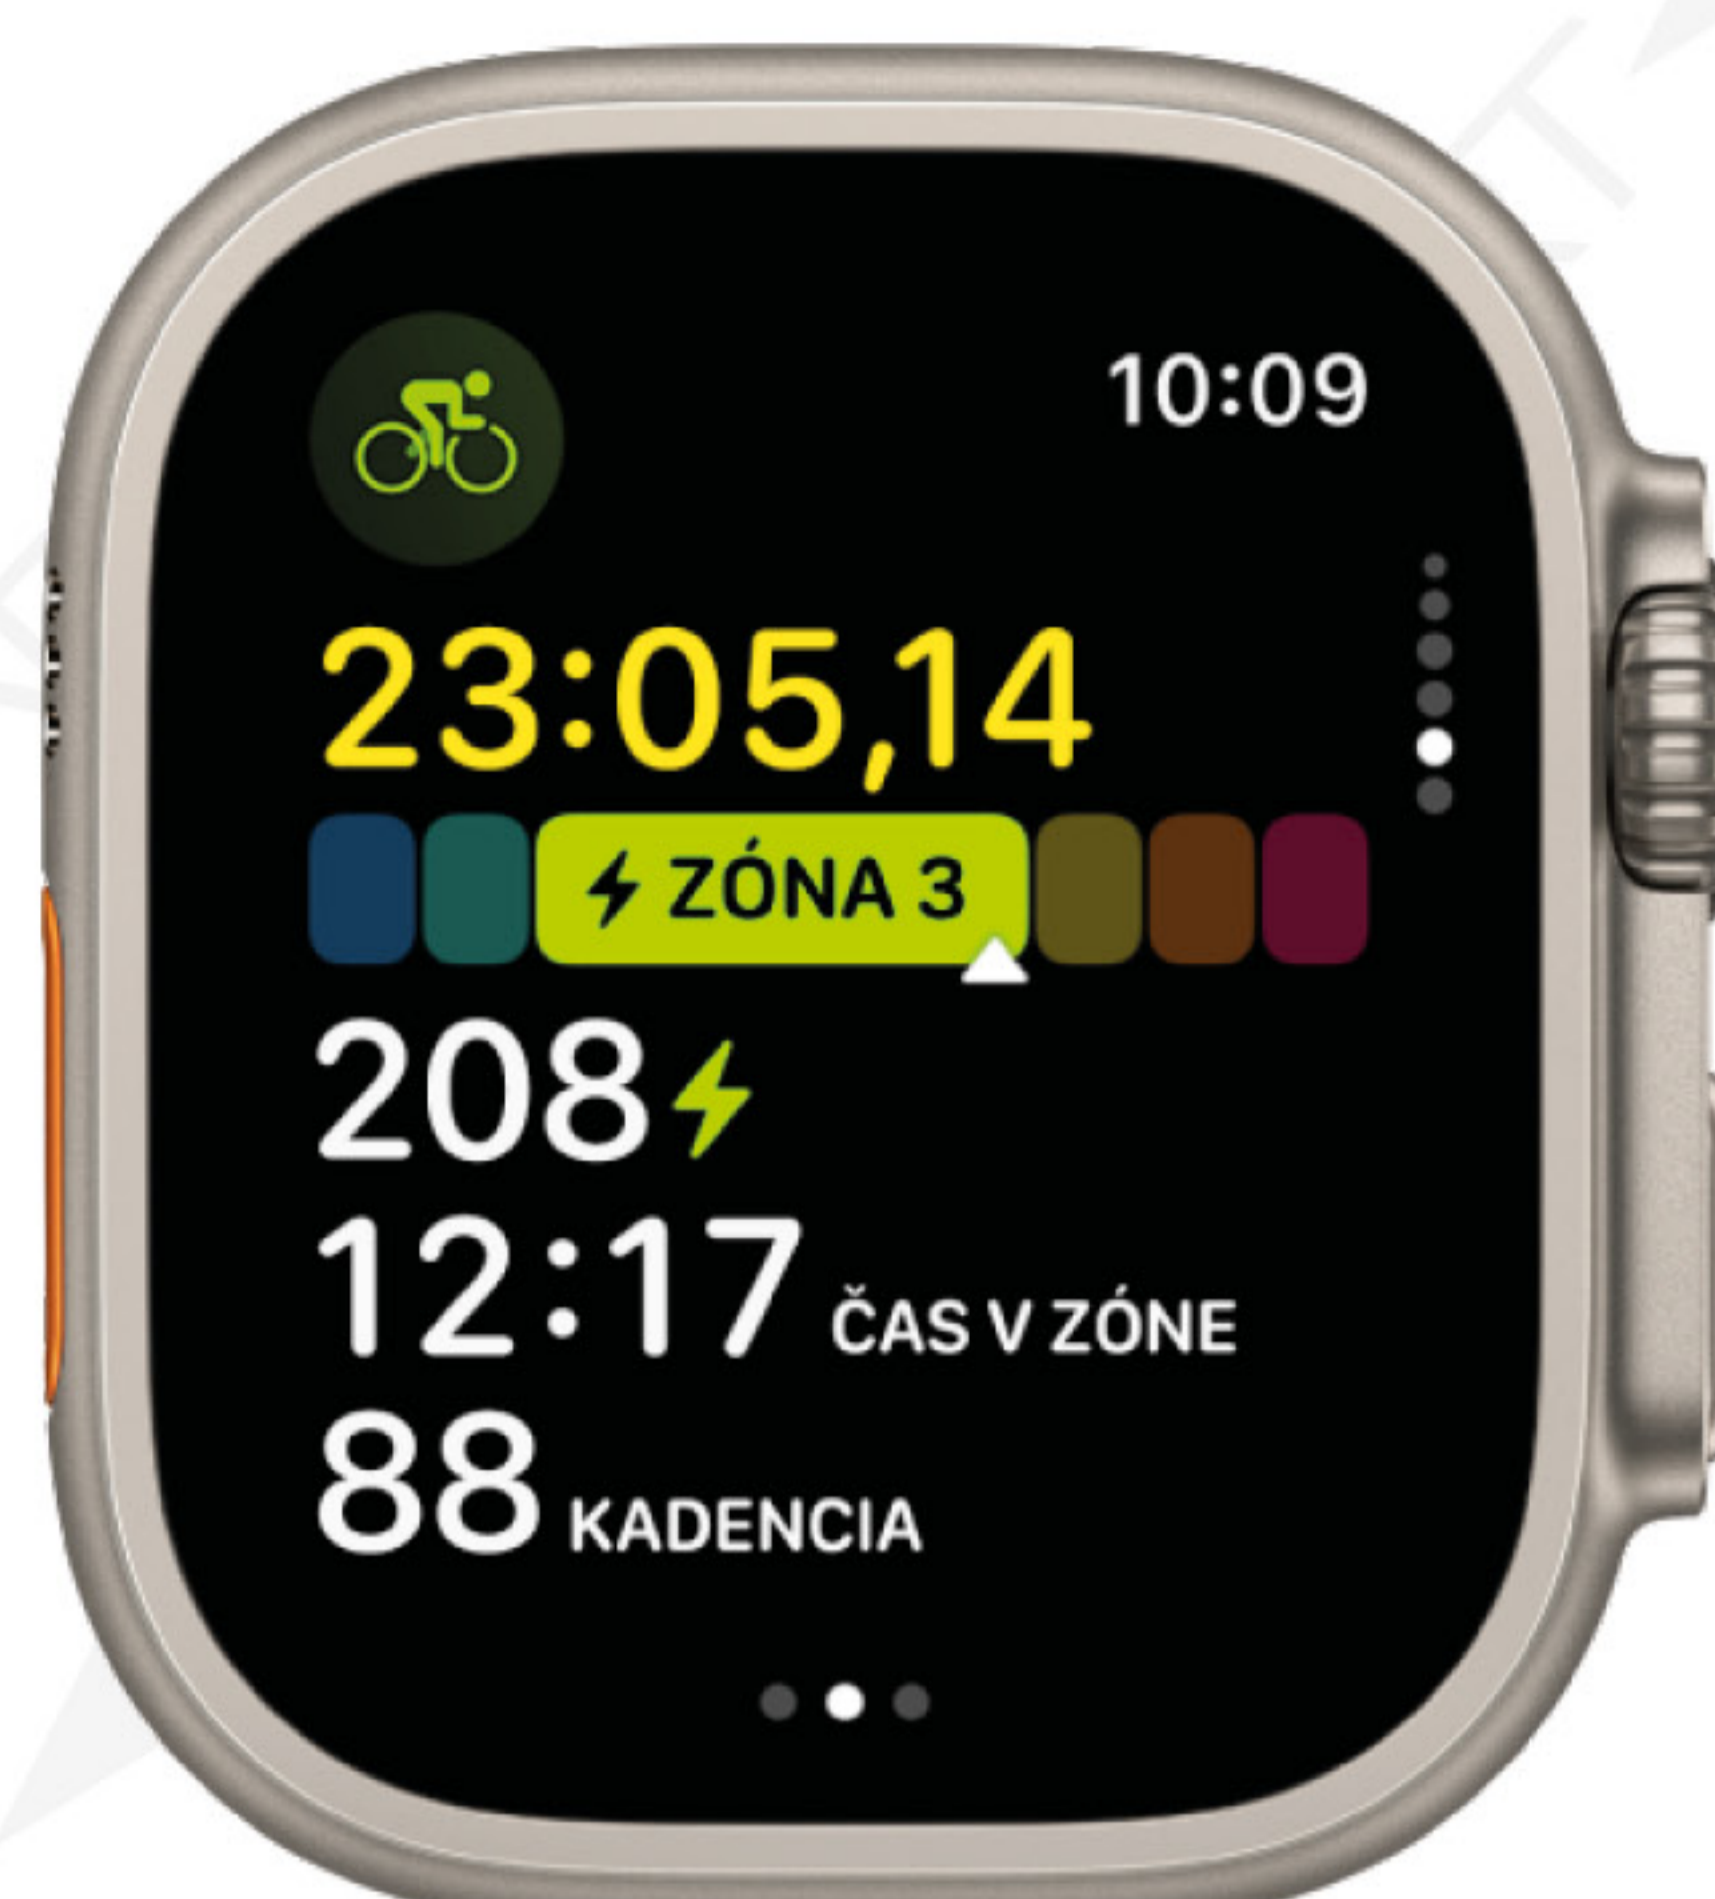 10:09
23:05,14
ZÓNA 3
208
12:17 ČAS V ZÓNE
88 KADENCIA